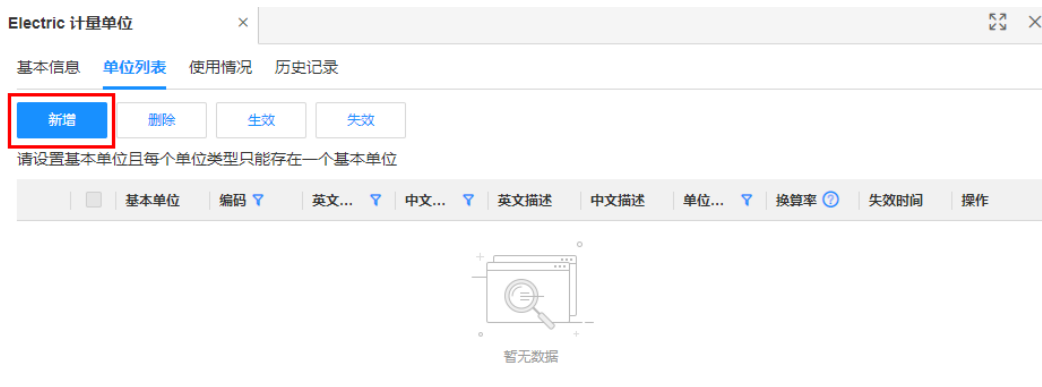 Electric 计量单位
基本信息 单位列表 使用情况 历史记录
新增 删除 生效 失效
请设置基本单位且每个单位类型只能存在一个基本单位
基本单位 编码 英文... 中文... 英文描述 中文描述 单位... 换算率 失效时间 操作
暂无数据